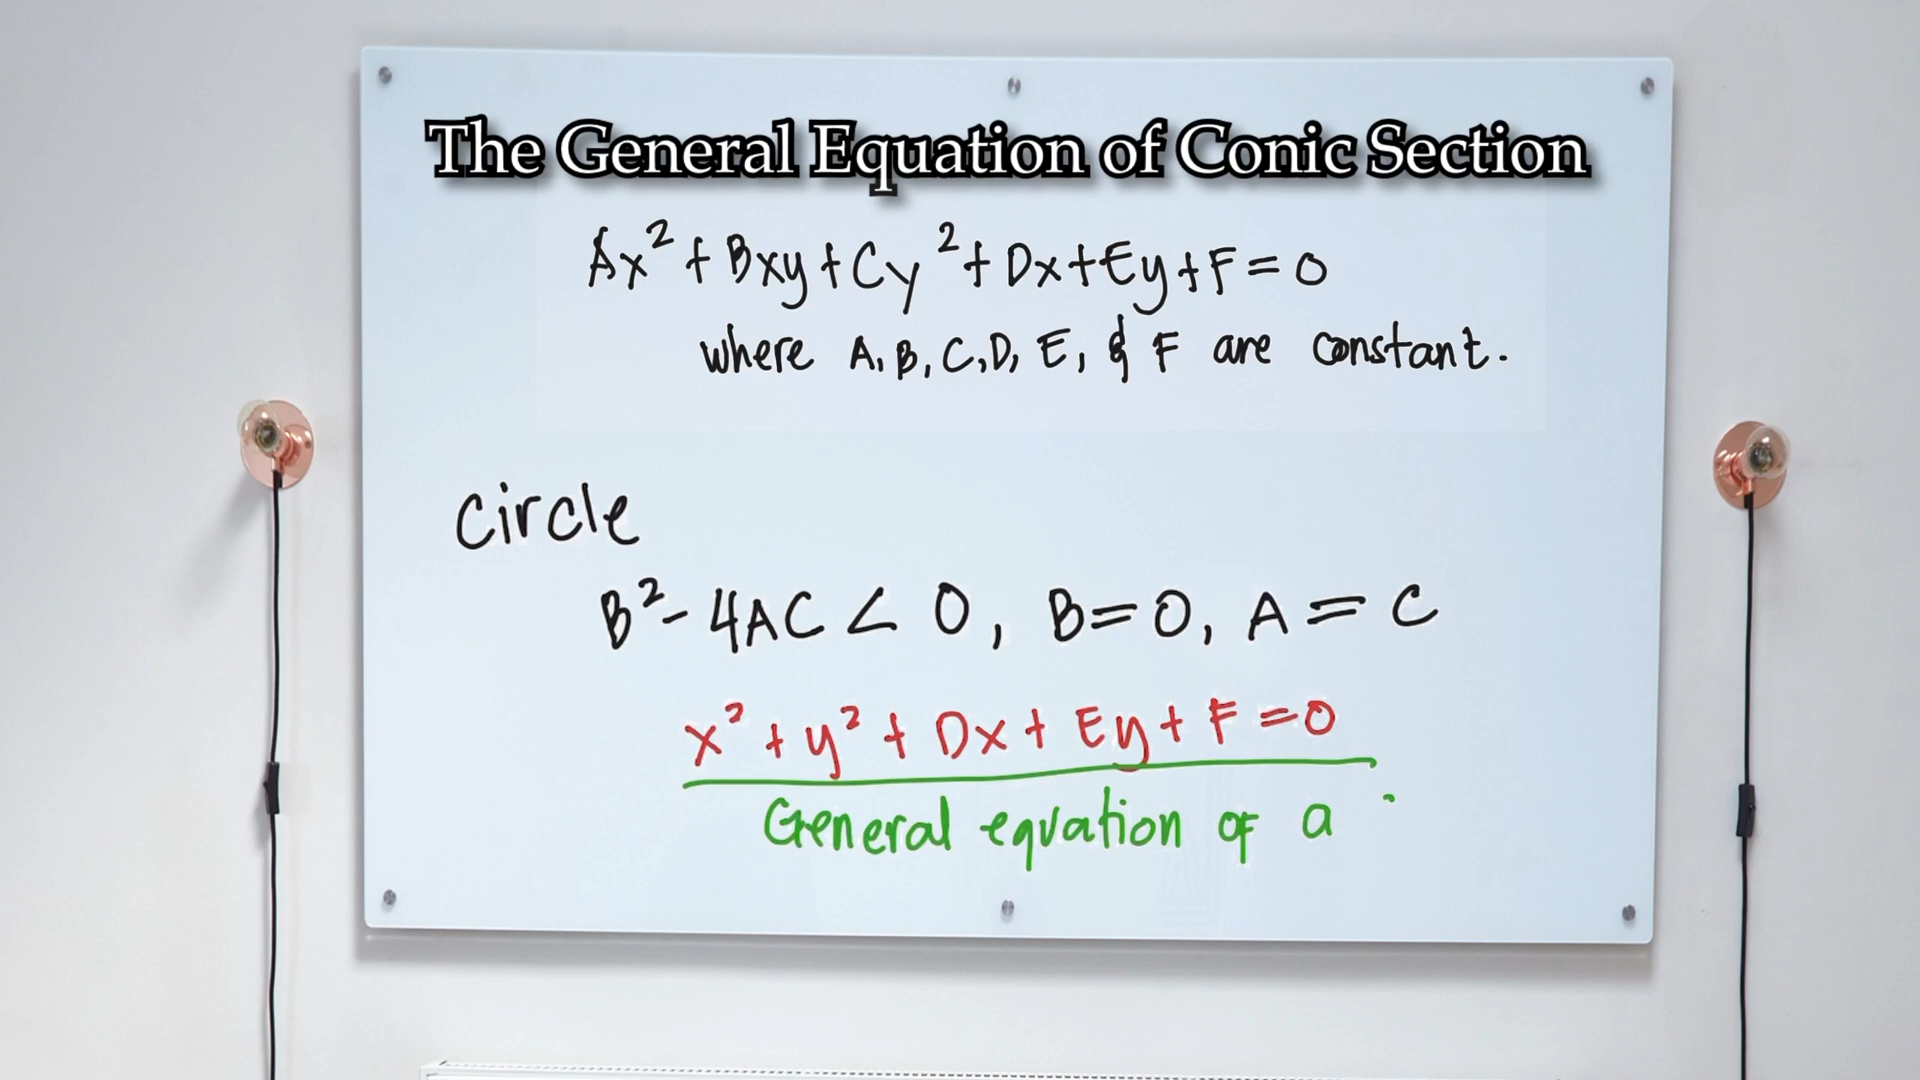 The General Equation of Conic Section
Ax² + Bxy + Cy² + Dx + Ey + F = 0
where A, B, C, D, E, & F are constant.
Circle
B² - 4AC < 0, B = 0, A = C
x² + y² + Dx + Ey + F = 0
General equation of a